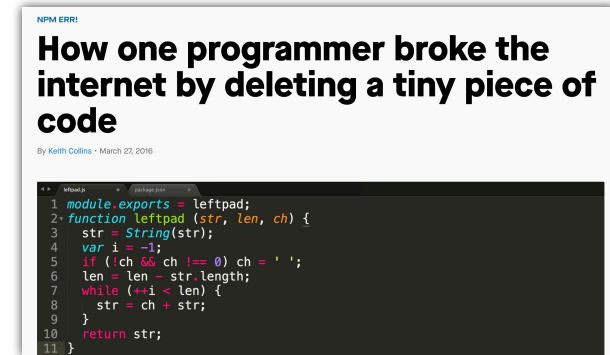 NPM ERR!
How one programmer broke the
internet by deleting a tiny piece of
code
By Keith Collins • March 27, 2016
leftpad.js package.json
1 module.exports = leftpad;
2 function leftpad (str, len, ch) {
3 str = String(str);
4 var i = -1;
5 if (!ch && ch !== 0) ch = ' ';
6 len = len - str.length;
7 while (++i < len) {
8 str = ch + str;
9 }
10 return str;
11 }